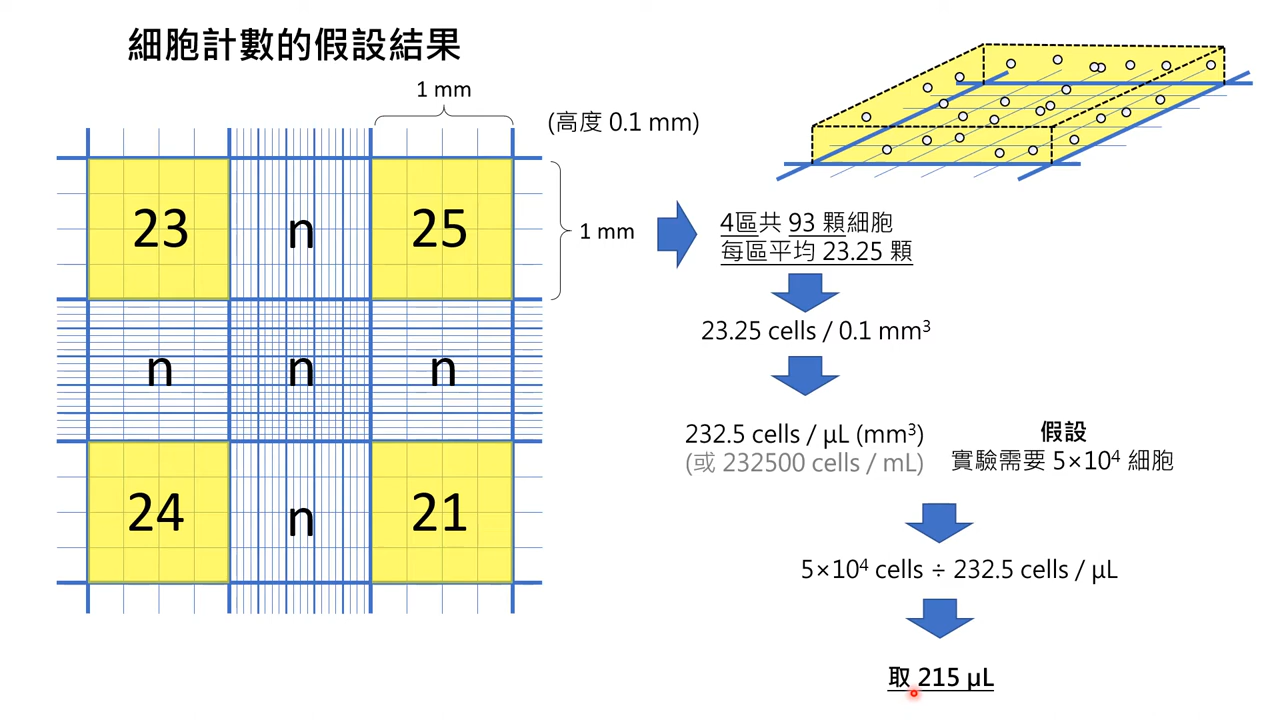 細胞計數的假設結果
1 mm
(高度 0.1 mm)
23
n
25
1 mm
n
n
n
24
n
21
4區共 93 顆細胞
每區平均 23.25 顆
23.25 cells / 0.1 mm³
232.5 cells / μL (mm³)
(或 232500 cells / mL)
假設
實驗需要 5×10⁴ 細胞
5×10⁴ cells ÷ 232.5 cells / μL
取 215 μL